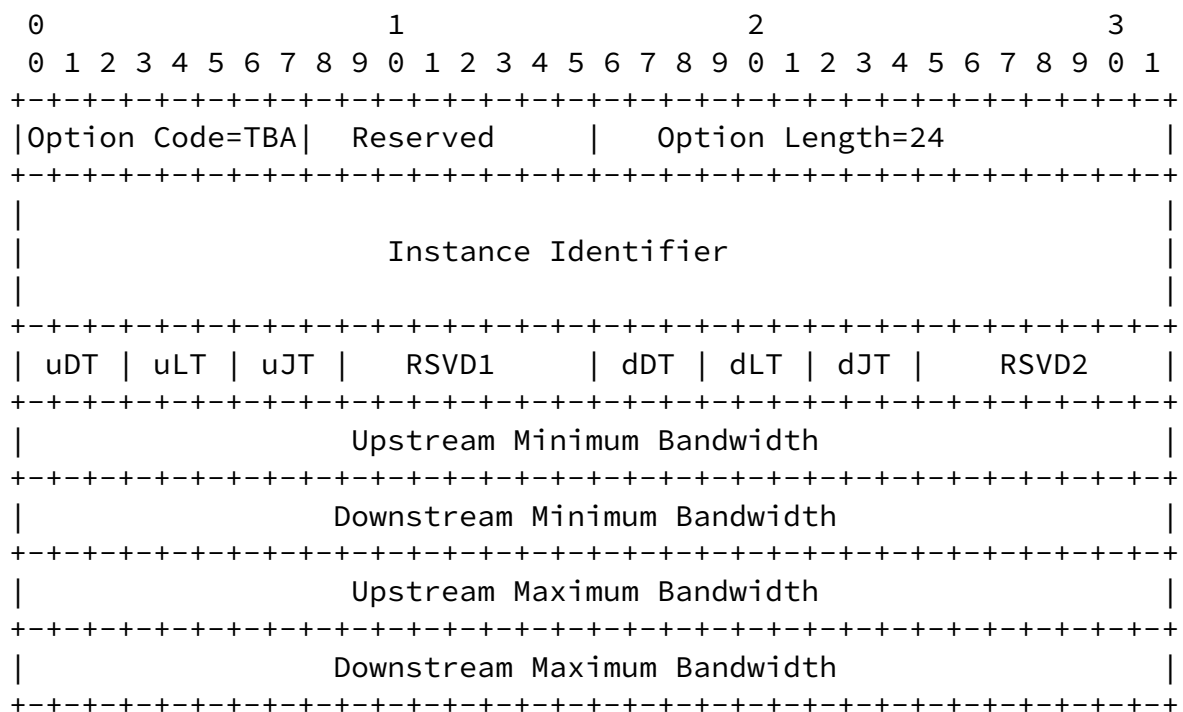 0                   1                   2                   3
 0 1 2 3 4 5 6 7 8 9 0 1 2 3 4 5 6 7 8 9 0 1 2 3 4 5 6 7 8 9 0 1
+-+-+-+-+-+-+-+-+-+-+-+-+-+-+-+-+-+-+-+-+-+-+-+-+-+-+-+-+-+-+-+-+
|Option Code=TBA|  Reserved     |   Option Length=24            |
+-+-+-+-+-+-+-+-+-+-+-+-+-+-+-+-+-+-+-+-+-+-+-+-+-+-+-+-+-+-+-+-+
|                                                               |
|                    Instance Identifier                        |
|                                                               |
+-+-+-+-+-+-+-+-+-+-+-+-+-+-+-+-+-+-+-+-+-+-+-+-+-+-+-+-+-+-+-+-+
| uDT | uLT | uJT |   RSVD1     | dDT | dLT | dJT |    RSVD2    |
+-+-+-+-+-+-+-+-+-+-+-+-+-+-+-+-+-+-+-+-+-+-+-+-+-+-+-+-+-+-+-+-+
|                  Upstream Minimum Bandwidth                   |
+-+-+-+-+-+-+-+-+-+-+-+-+-+-+-+-+-+-+-+-+-+-+-+-+-+-+-+-+-+-+-+-+
|                 Downstream Minimum Bandwidth                  |
+-+-+-+-+-+-+-+-+-+-+-+-+-+-+-+-+-+-+-+-+-+-+-+-+-+-+-+-+-+-+-+-+
|                  Upstream Maximum Bandwidth                   |
+-+-+-+-+-+-+-+-+-+-+-+-+-+-+-+-+-+-+-+-+-+-+-+-+-+-+-+-+-+-+-+-+
|                 Downstream Maximum Bandwidth                  |
+-+-+-+-+-+-+-+-+-+-+-+-+-+-+-+-+-+-+-+-+-+-+-+-+-+-+-+-+-+-+-+-+